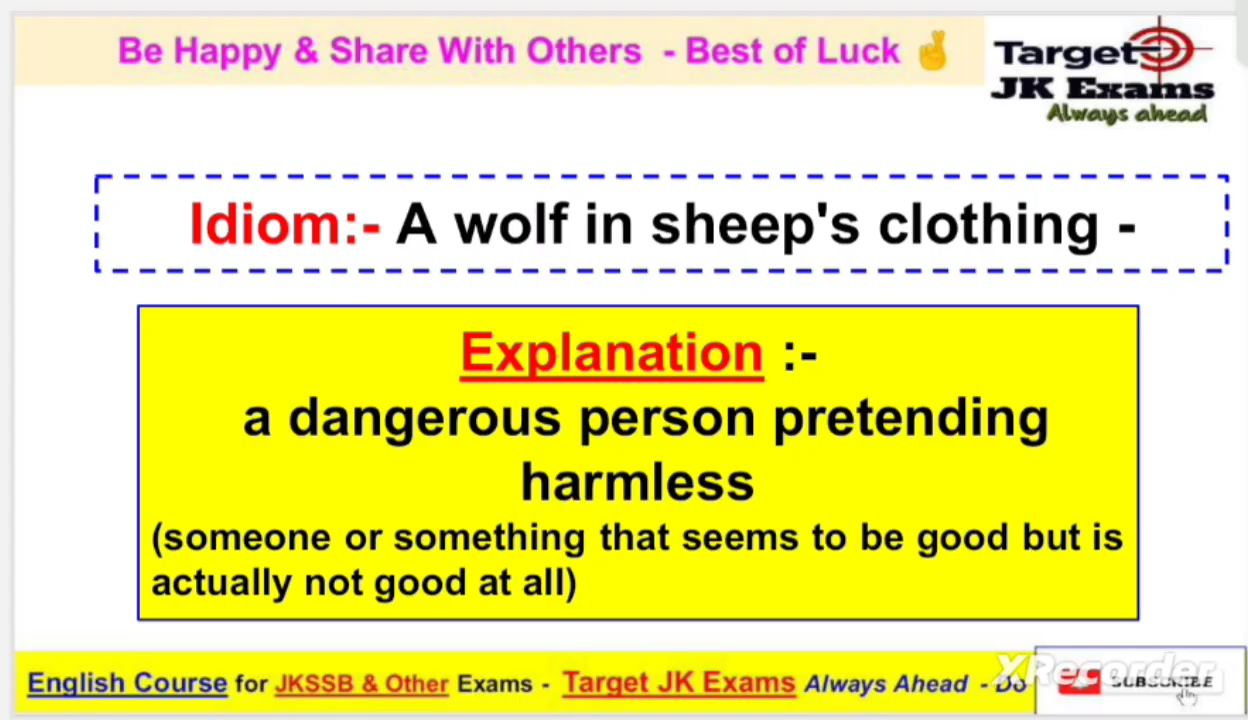 Be Happy & Share With Others - Best of Luck ✌
Target
JK Exams
Always ahead
Idiom:- A wolf in sheep's clothing -
Explanation :-
a dangerous person pretending
harmless
(someone or something that seems to be good but is
actually not good at all)
English Course for JKSSB & Other Exams - Target JK Exams Always Ahead - Do
XRecorder
SUBSCRIBE